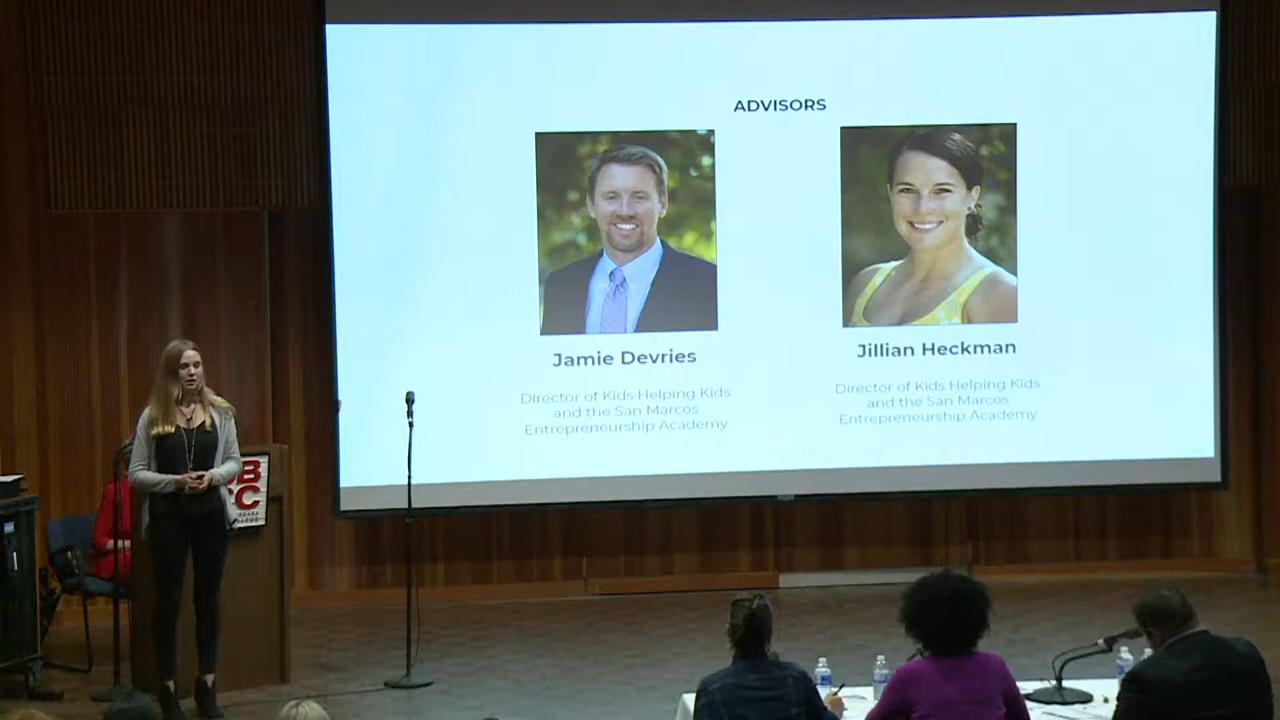 ADVISORS
Jamie Devries
Director of Kids Helping Kids
and the San Marcos
Entrepreneurship Academy
Jillian Heckman
Director of Kids Helping Kids
and the San Marcos
Entrepreneurship Academy
B
C